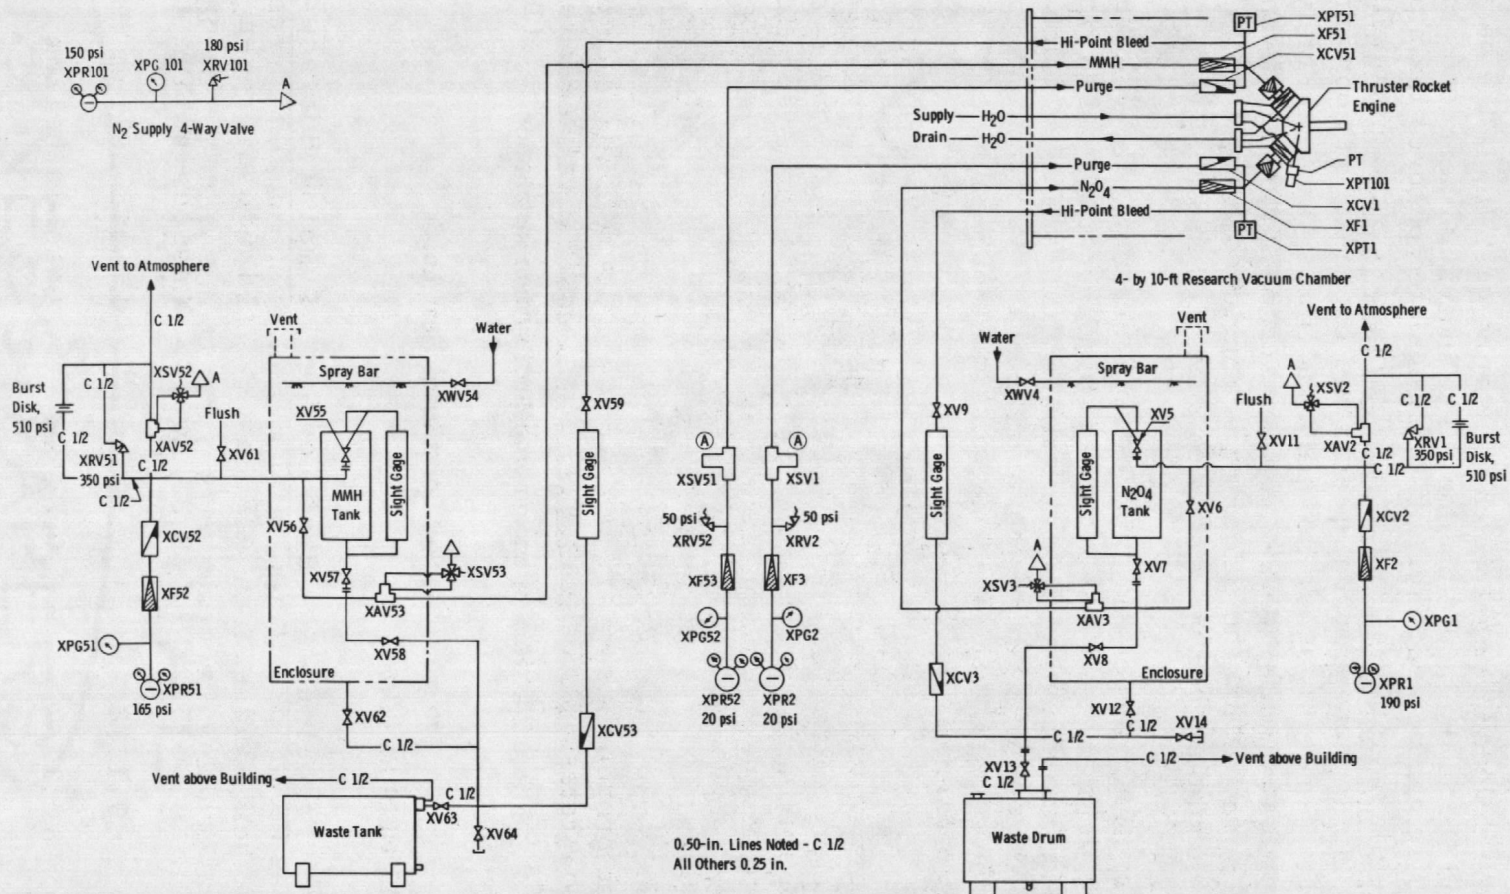 150 psi
XPR101
XPG 101
180 psi
XRV101
A
N2 Supply 4-Way Valve
Hi-Point Bleed
MMH
Purge
Supply H2O
Drain H2O
Purge
N2O4
Hi-Point Bleed
PT
XPT51
XF51
XCV51
Thruster Rocket
Engine
PT
XPT101
XCV1
XF1
XPT1
PT
4- by 10-ft Research Vacuum Chamber
Vent to Atmosphere
C 1/2
XSV52
A
C 1/2
Burst
Disk,
510 psi
C 1/2
XAV52
Flush
XV61
XRV51
350 psi
C 1/2
C 1/2
XCV52
XF52
XPG51
XPR51
165 psi
Vent
Water
Spray Bar
XWV54
XV55
MMH
Tank
Sight Gage
XV56
XV57
XSV53
XAV53
XV58
Enclosure
XV62
C 1/2
Vent above Building
C 1/2
C 1/2
XV63
Waste Tank
XV64
XV59
Sight Gage
XCV53
A
A
XSV51
XSV1
50 psi
XRV52
50 psi
XRV2
XF53
XF3
XPG52
XPG2
XPR52
20 psi
XPR2
20 psi
0.50-in. Lines Noted - C 1/2
All Others 0.25 in.
XV9
Sight Gage
XCV3
Water
XWV4
Vent
Spray Bar
XV5
Sight Gage
N2O4
Tank
XV6
XV7
A
XSV3
XAV3
XV8
Enclosure
XV12
C 1/2
C 1/2
XV14
XV13
C 1/2
C 1/2
Vent above Building
Waste Drum
Vent to Atmosphere
C 1/2
A
XSV2
Flush
XV11
XAV2
C 1/2
C 1/2
C 1/2
XRV1
350 psi
C 1/2
Burst
Disk,
510 psi
XCV2
XF2
XPG1
XPR1
190 psi